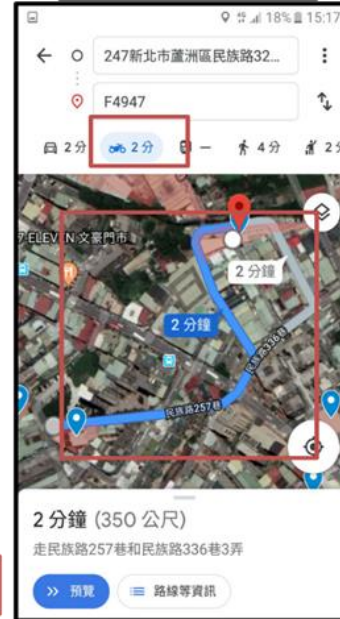 18% 15:17
247新北市蘆洲區民族路32...
F4947
2分
2分
—
4分
2分
7-ELEVEN 文豪門市
2 分鐘
2 分鐘
民族路336巷
民族路257巷
2 分鐘 (350 公尺)
走民族路257巷和民族路336巷3弄
預覽
路線等資訊